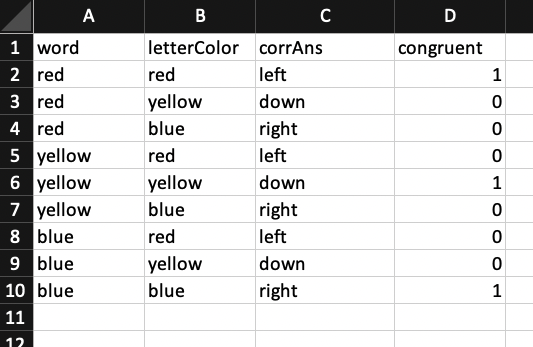 A B C D
1 word letterColor corrAns congruent
2 red red left 1
3 red yellow down 0
4 red blue right 0
5 yellow red left 0
6 yellow yellow down 1
7 yellow blue right 0
8 blue red left 0
9 blue yellow down 0
10 blue blue right 1
11
12